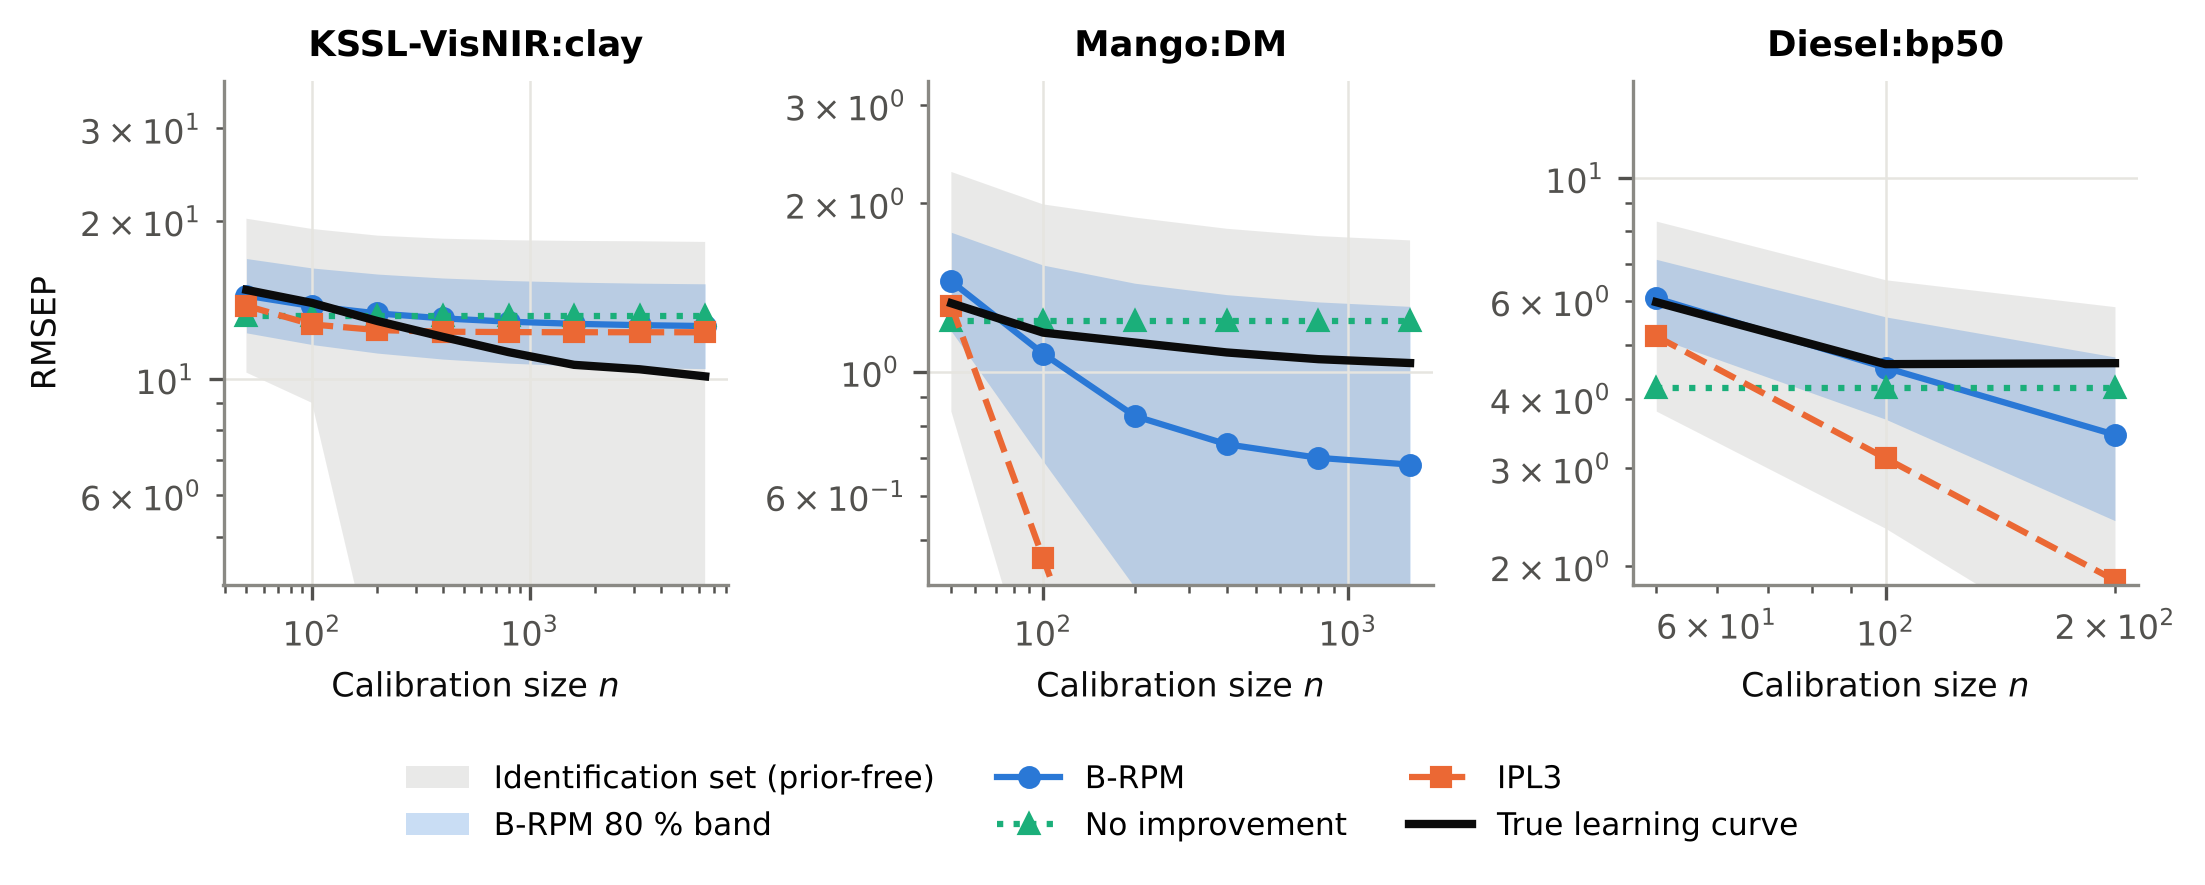 KSSL-VisNIR:clay
Mango:DM
Diesel:bp50
RMSEP
3 × 10¹
2 × 10¹
10¹
6 × 10⁰
10²
10³
Calibration size n
3 × 10⁰
2 × 10⁰
10⁰
6 × 10⁻¹
10²
10³
Calibration size n
10¹
6 × 10⁰
4 × 10⁰
3 × 10⁰
2 × 10⁰
6 × 10¹
10²
2 × 10²
Calibration size n
Identification set (prior-free)
B-RPM 80 % band
B-RPM
No improvement
IPL3
True learning curve